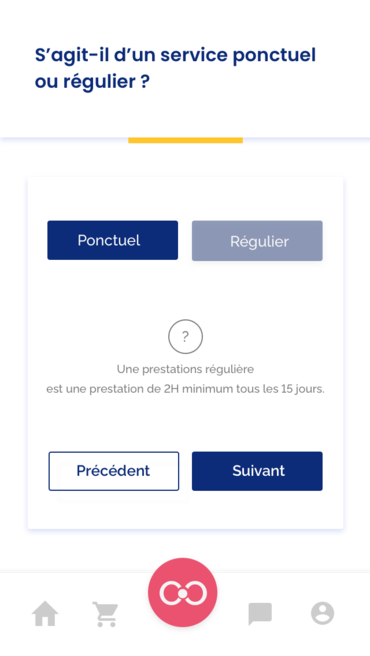 S’agit-il d’un service ponctuel
ou régulier ?
Ponctuel
Régulier
?
Une prestations régulière
est une prestation de 2H minimum tous les 15 jours.
Précédent
Suivant